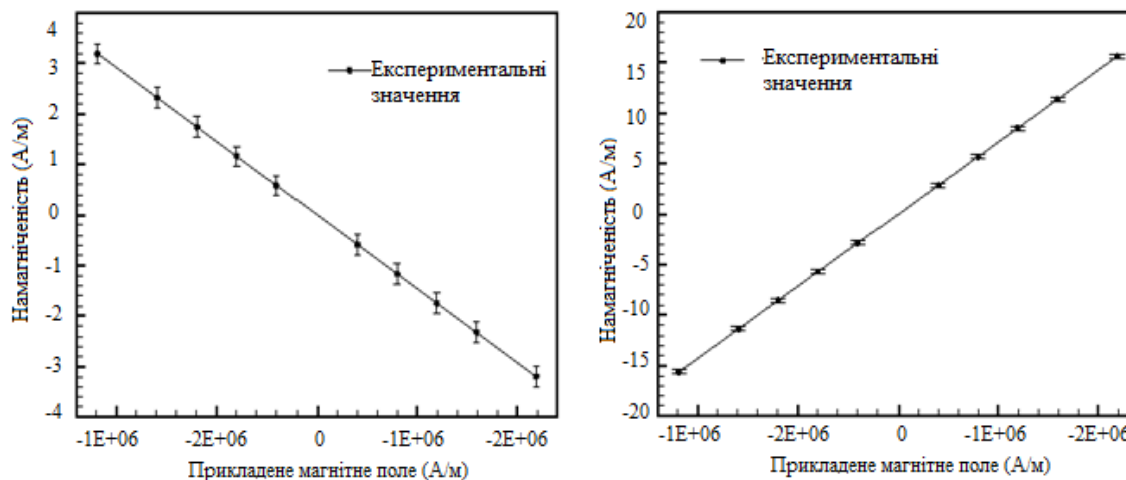 4
3
2
1
0
-1
-2
-3
-4
Намагніченість (А/м)
Експериментальні
значення
-1E+06
-2E+06
0
-1E+06
-2E+06
Прикладене магнітне поле (А/м)
20
15
10
5
0
-5
-10
-15
-20
Намагніченість (А/м)
Експериментальні
значення
-1E+06
-2E+06
0
-1E+06
-2E+06
Прикладене магнітне поле (А/м)